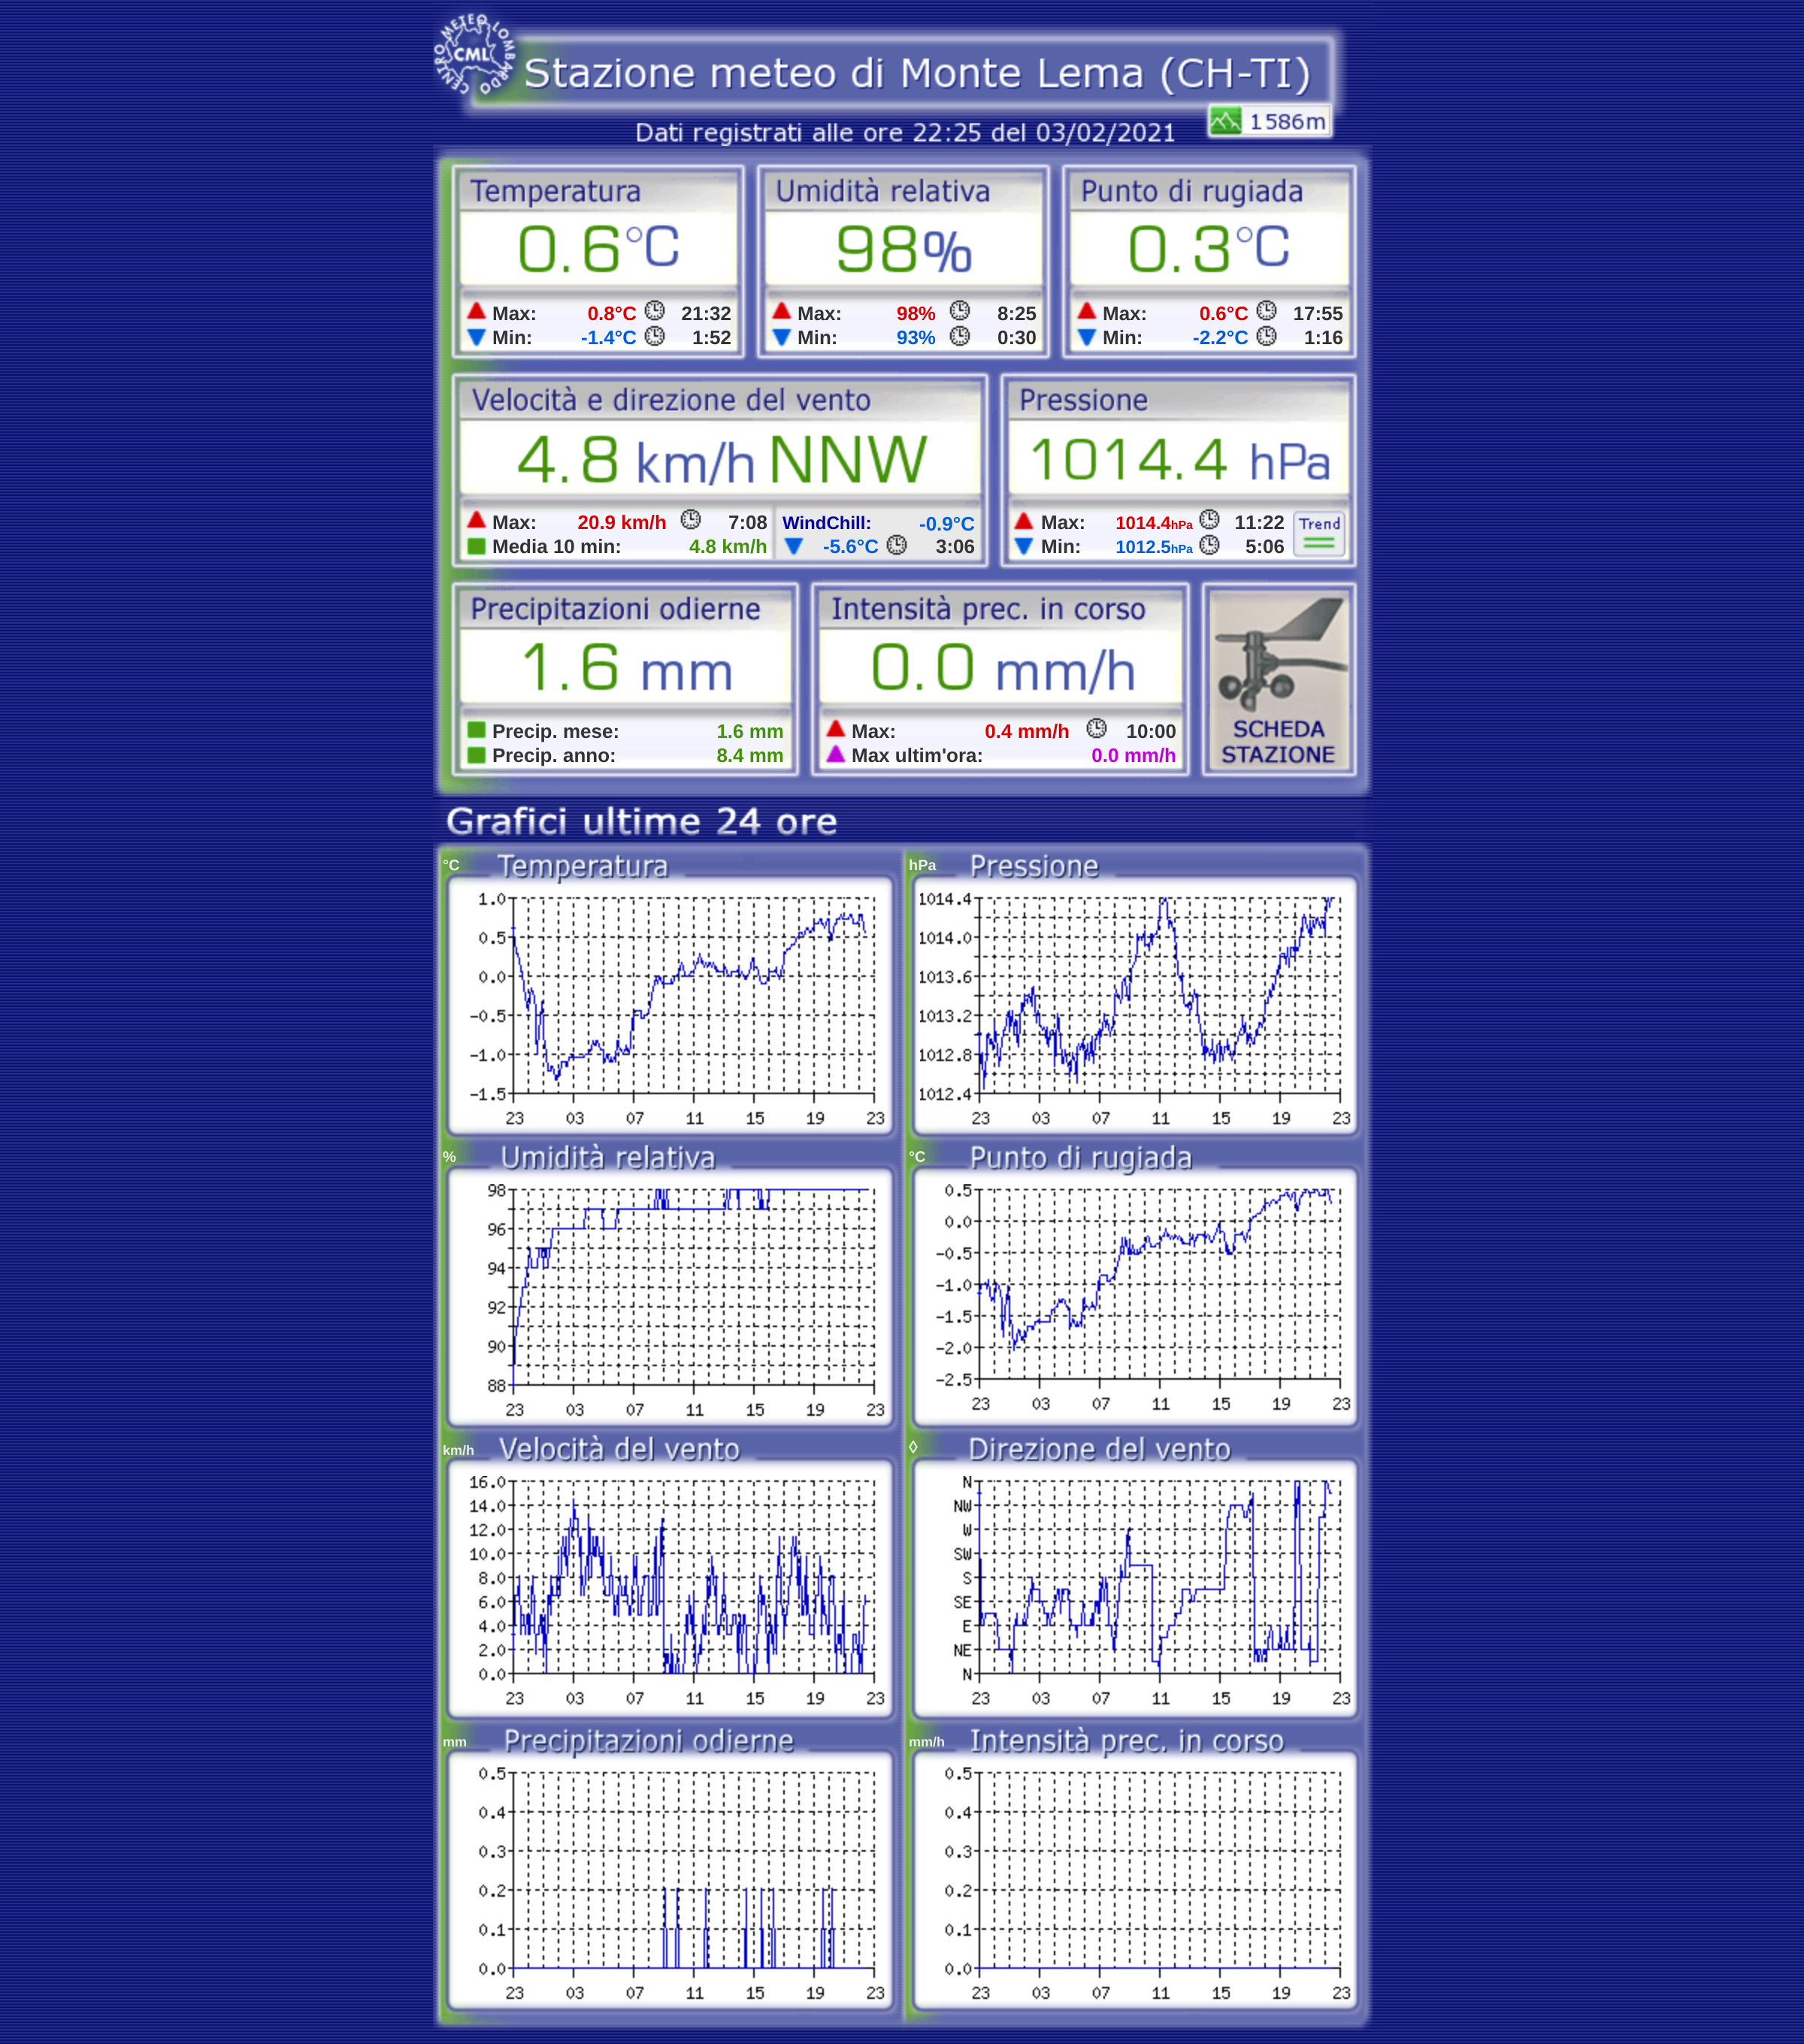 CENTRO METEO LOMBARDO
CML
Stazione meteo di Monte Lema (CH-TI)
1586m
Dati registrati alle ore 22:25 del 03/02/2021
Temperatura
0.6°C
Max: 0.8°C 21:32
Min: -1.4°C 1:52
Umidità relativa
98%
Max: 98% 8:25
Min: 93% 0:30
Punto di rugiada
0.3°C
Max: 0.6°C 17:55
Min: -2.2°C 1:16
Velocità e direzione del vento
4.8 km/h NNW
Max: 20.9 km/h 7:08
Media 10 min: 4.8 km/h
WindChill: -0.9°C
-5.6°C 3:06
Pressione
1014.4 hPa
Max: 1014.4hPa 11:22
Min: 1012.5hPa 5:06
Trend
Precipitazioni odierne
1.6 mm
Precip. mese: 1.6 mm
Precip. anno: 8.4 mm
Intensità prec. in corso
0.0 mm/h
Max: 0.4 mm/h 10:00
Max ultim'ora: 0.0 mm/h
SCHEDA
STAZIONE
Grafici ultime 24 ore
°C Temperatura
1.0
0.5
0.0
-0.5
-1.0
-1.5
23 03 07 11 15 19 23
hPa Pressione
1014.4
1014.0
1013.6
1013.2
1012.8
1012.4
23 03 07 11 15 19 23
% Umidità relativa
98
96
94
92
90
88
23 03 07 11 15 19 23
°C Punto di rugiada
0.5
0.0
-0.5
-1.0
-1.5
-2.0
-2.5
23 03 07 11 15 19 23
km/h Velocità del vento
16.0
14.0
12.0
10.0
8.0
6.0
4.0
2.0
0.0
23 03 07 11 15 19 23
◊ Direzione del vento
N
NW
W
SW
S
SE
E
NE
N
23 03 07 11 15 19 23
mm Precipitazioni odierne
0.5
0.4
0.3
0.2
0.1
0.0
23 03 07 11 15 19 23
mm/h Intensità prec. in corso
0.5
0.4
0.3
0.2
0.1
0.0
23 03 07 11 15 19 23